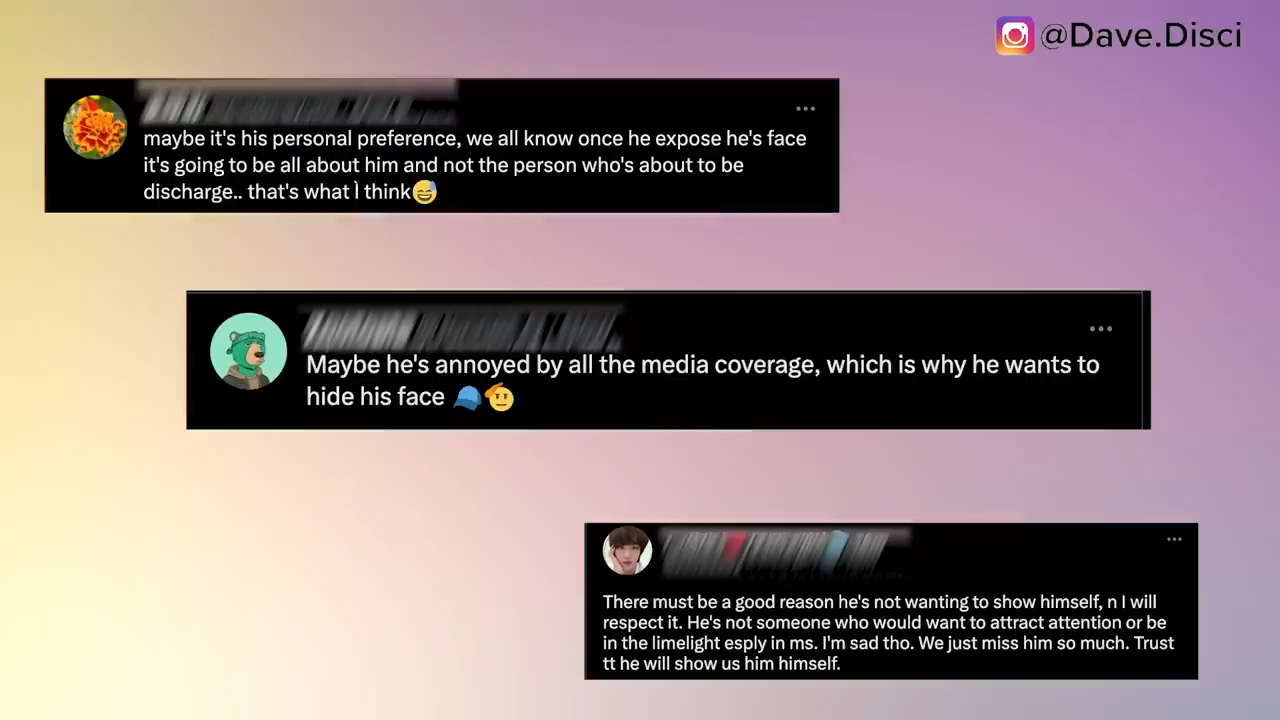 @Dave.Disci
maybe it's his personal preference, we all know once he expose he's face
it's going to be all about him and not the person who's about to be
discharge.. that's what Ì think😅
Maybe he's annoyed by all the media coverage, which is why he wants to
hide his face 🧢🫡
There must be a good reason he's not wanting to show himself, n I will
respect it. He's not someone who would want to attract attention or be
in the limelight esply in ms. I'm sad tho. We just miss him so much. Trust
tt he will show us him himself.